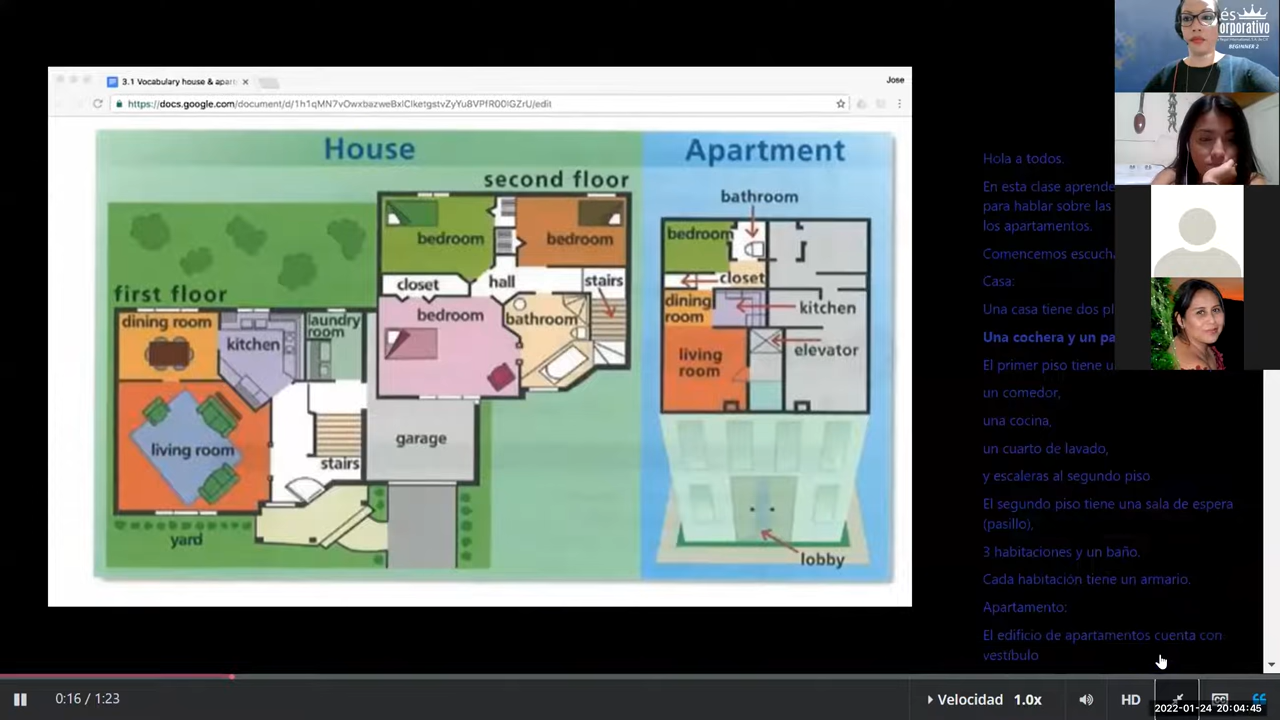 3.1 Vocabulary house & apar
Jose
https://docs.google.com/document/d/1h1qMN7vOwxbazweBxlClketgstvZyYu8VPfR00IGZrU/edit
House
second floor
bedroom
bedroom
closet
hall
stairs
first floor
dining room
kitchen
laundry
room
bedroom
bathroom
living room
garage
stairs
yard
Apartment
bathroom
bedroom
closet
dining
room
kitchen
living
room
elevator
lobby
Hola a todos.
En esta clase aprende
para hablar sobre las
los apartamentos.
Comencemos escucha
Casa:
Una casa tiene dos pl
Una cochera y un pa
El primer piso tiene u
un comedor,
una cocina,
un cuarto de lavado,
y escaleras al segundo piso
El segundo piso tiene una sala de espera
(pasillo),
3 habitaciones y un baño.
Cada habitación tiene un armario.
Apartamento:
El edificio de apartamentos cuenta con
vestíbulo
és
orporativo
BEGINNER 2
0:16 / 1:23
Velocidad 1.0x
HD
CC
2022-01-24 20:04:45